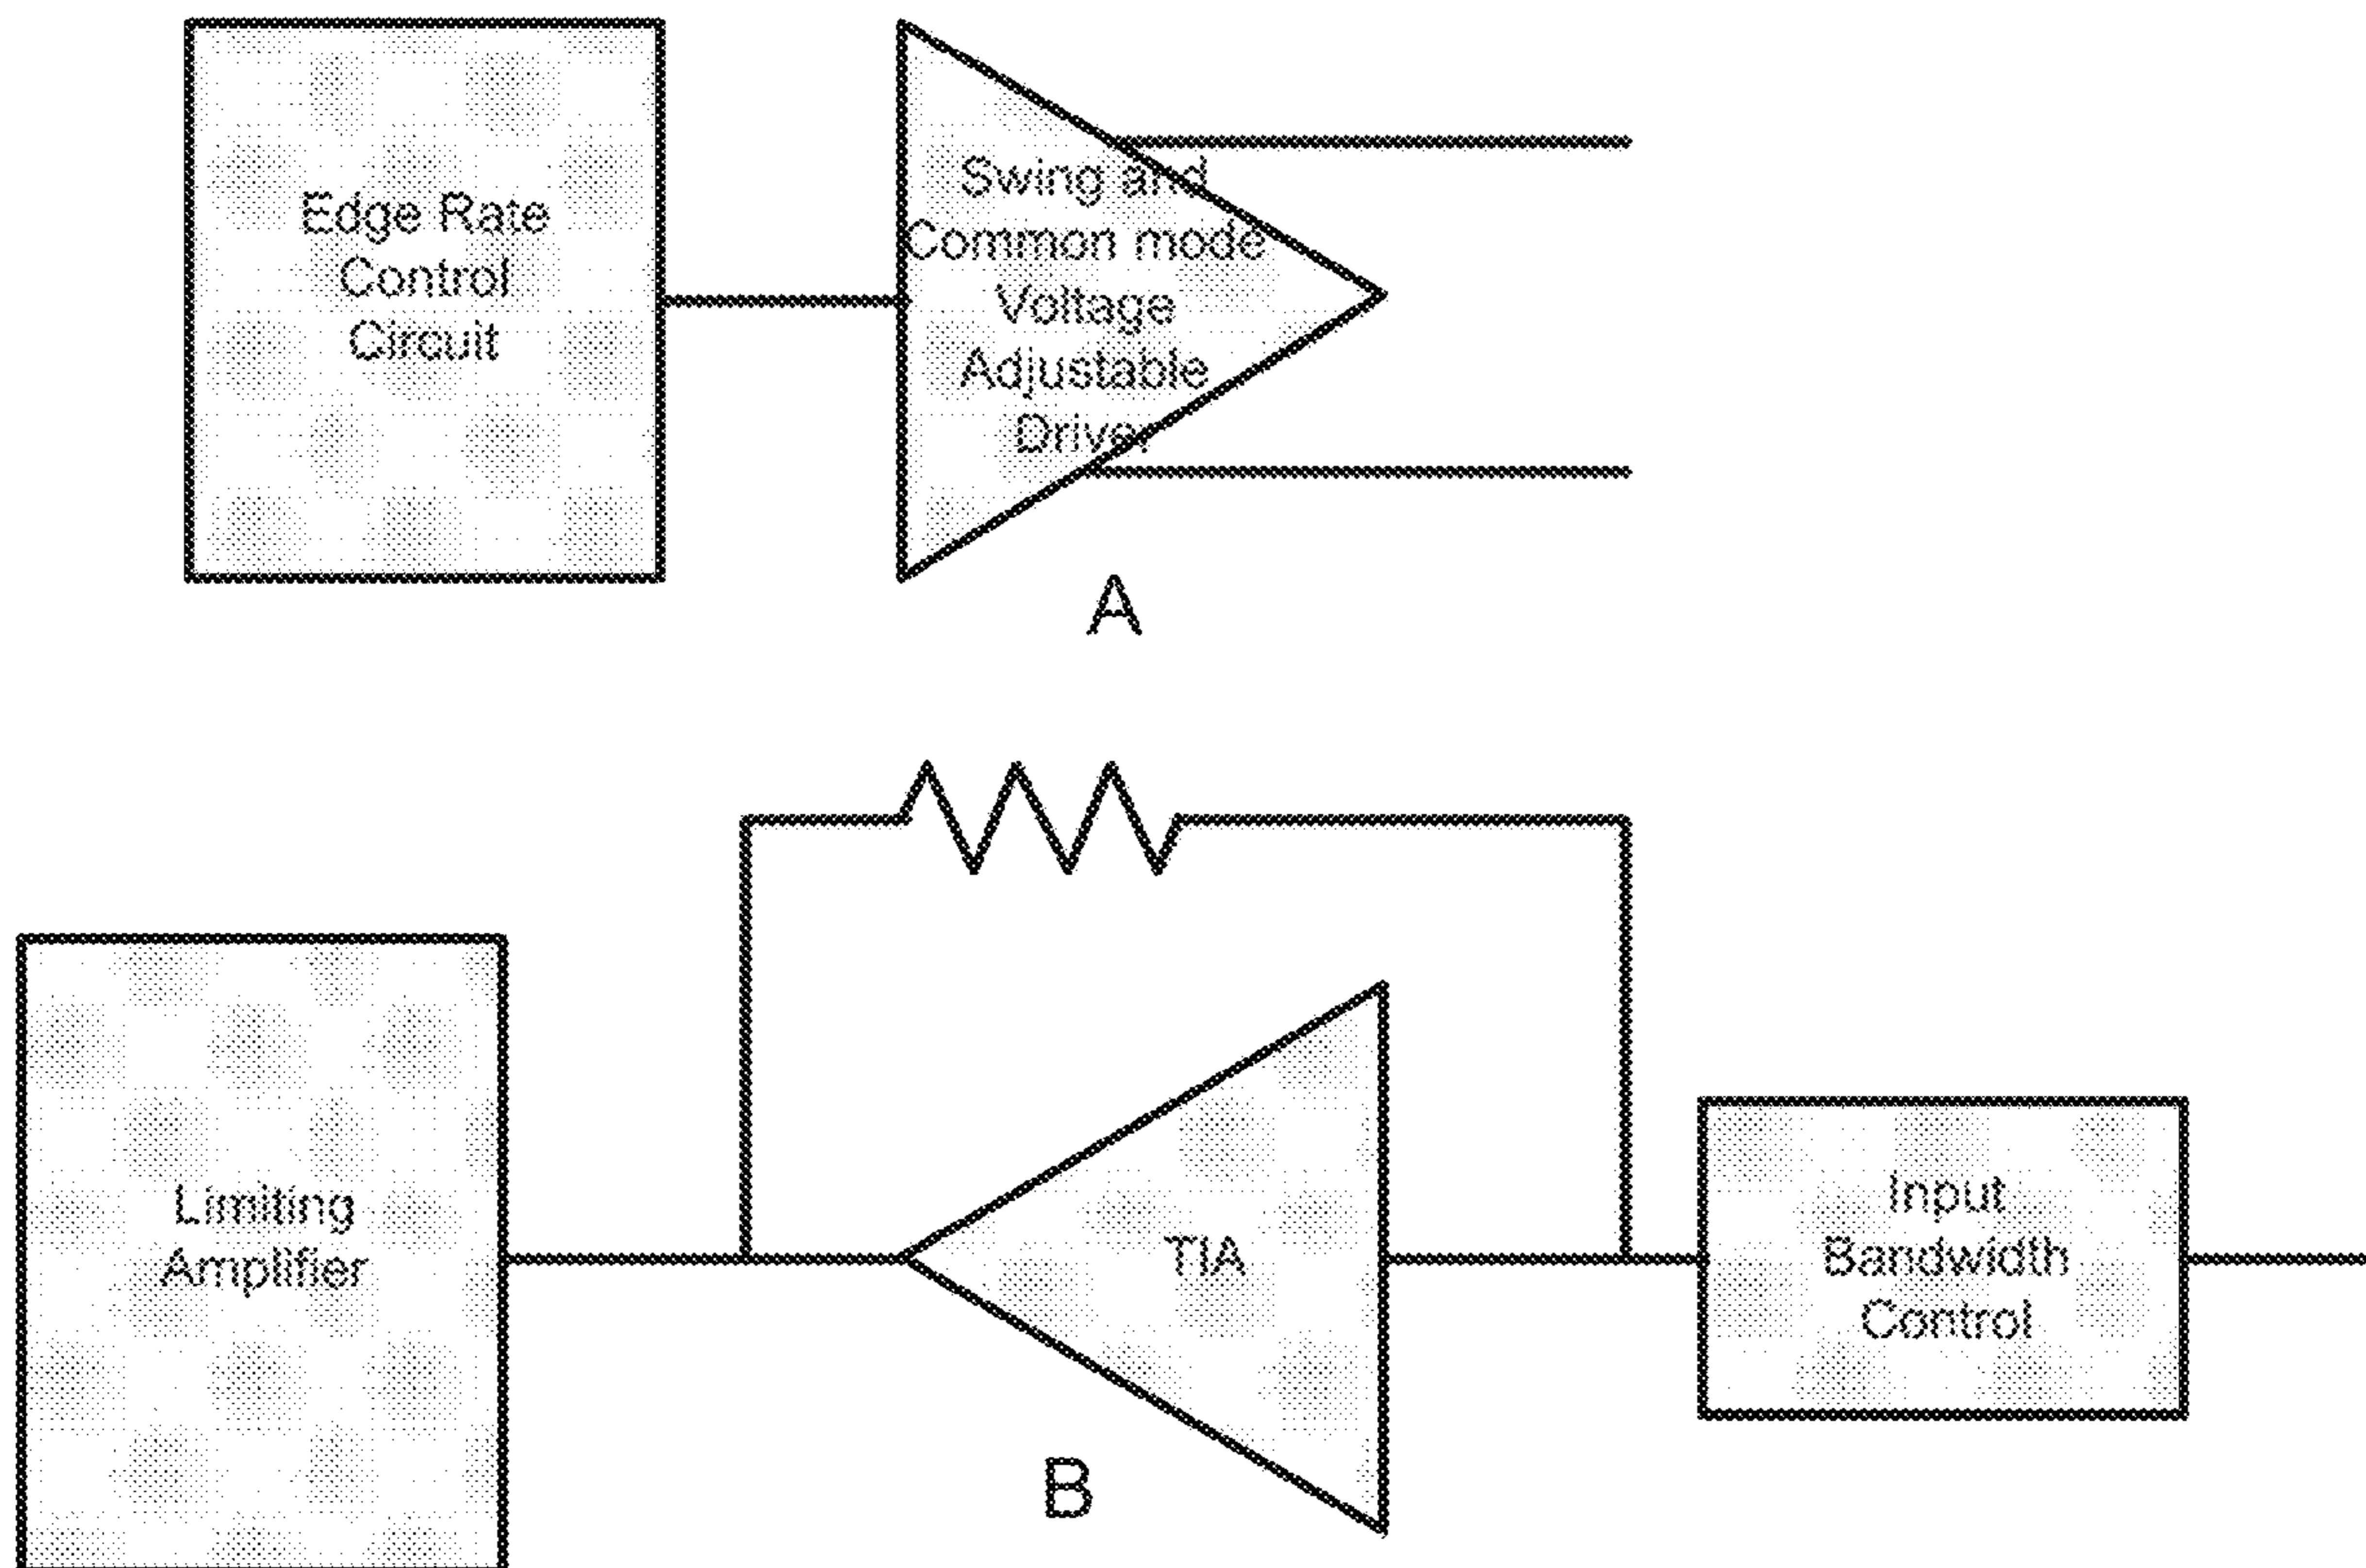 Edge Rate
Control
Circuit
Swing and
Common mode
Voltage
Adjustable
Driver
A
Limiting
Amplifier
TIA
Input
Bandwidth
Control
B